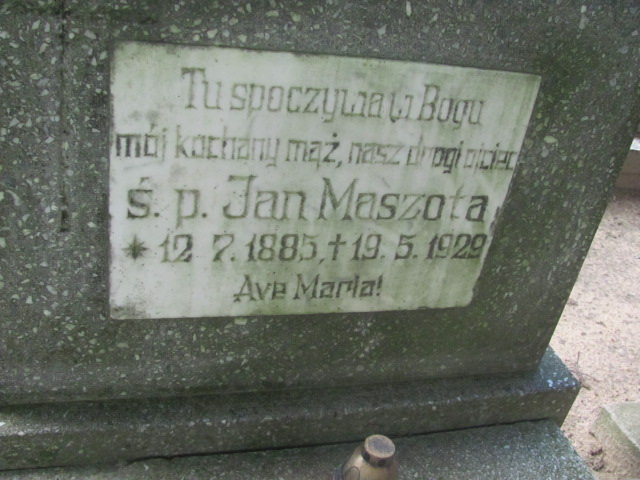 Tu spoczywa w Bogu
mój kochany mąż, nasz drogi ojciec
ś. p. Jan Maszota,
* 12. 7. 1885, † 19. 5. 1929
Ave Maria!